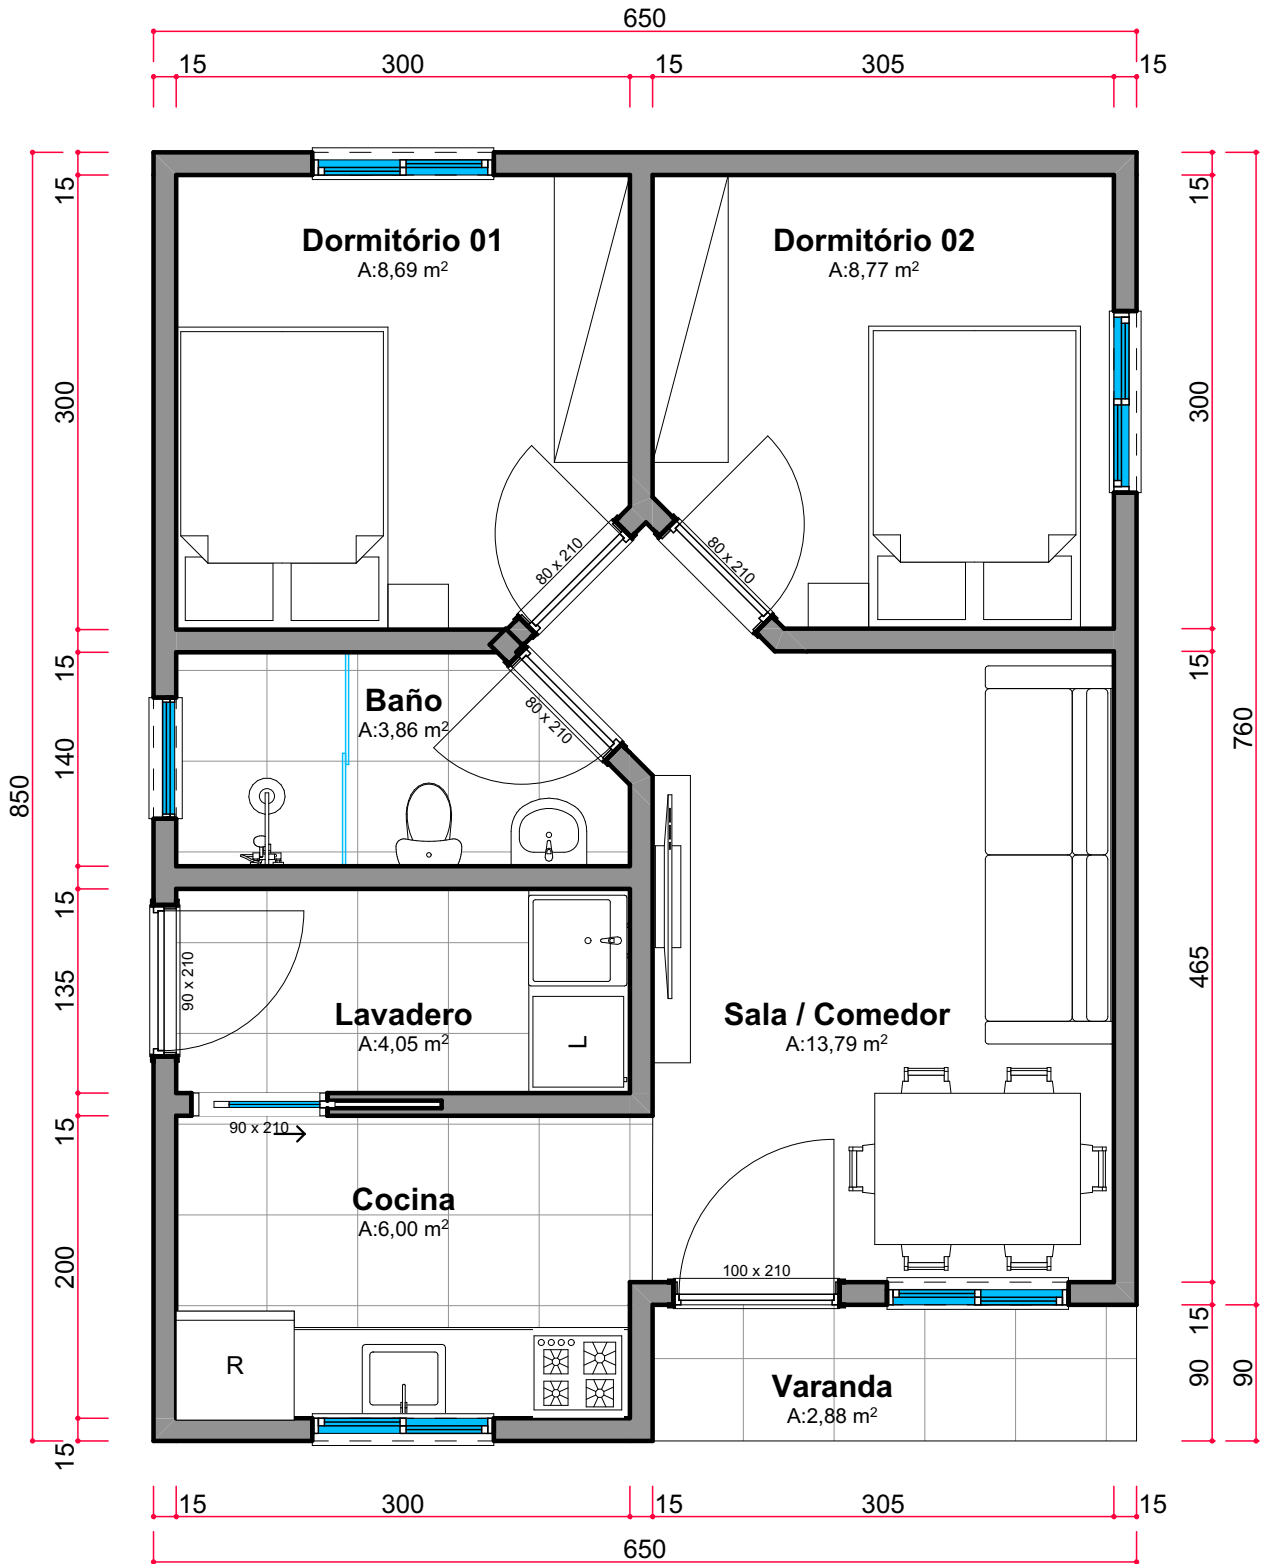 650
15 300 15 305 15
Dormitório 01
A:8,69 m²
Dormitório 02
A:8,77 m²
15
300
15
140
15
135
15
200
15
850
15
300
15
465
15
90
760
90
80 x 210
80 x 210
80 x 210
Baño
A:3,86 m²
90 x 210
Lavadero
A:4,05 m²
L
Sala / Comedor
A:13,79 m²
90 x 210
Cocina
A:6,00 m²
100 x 210
R
Varanda
A:2,88 m²
15 300 15 305 15
650